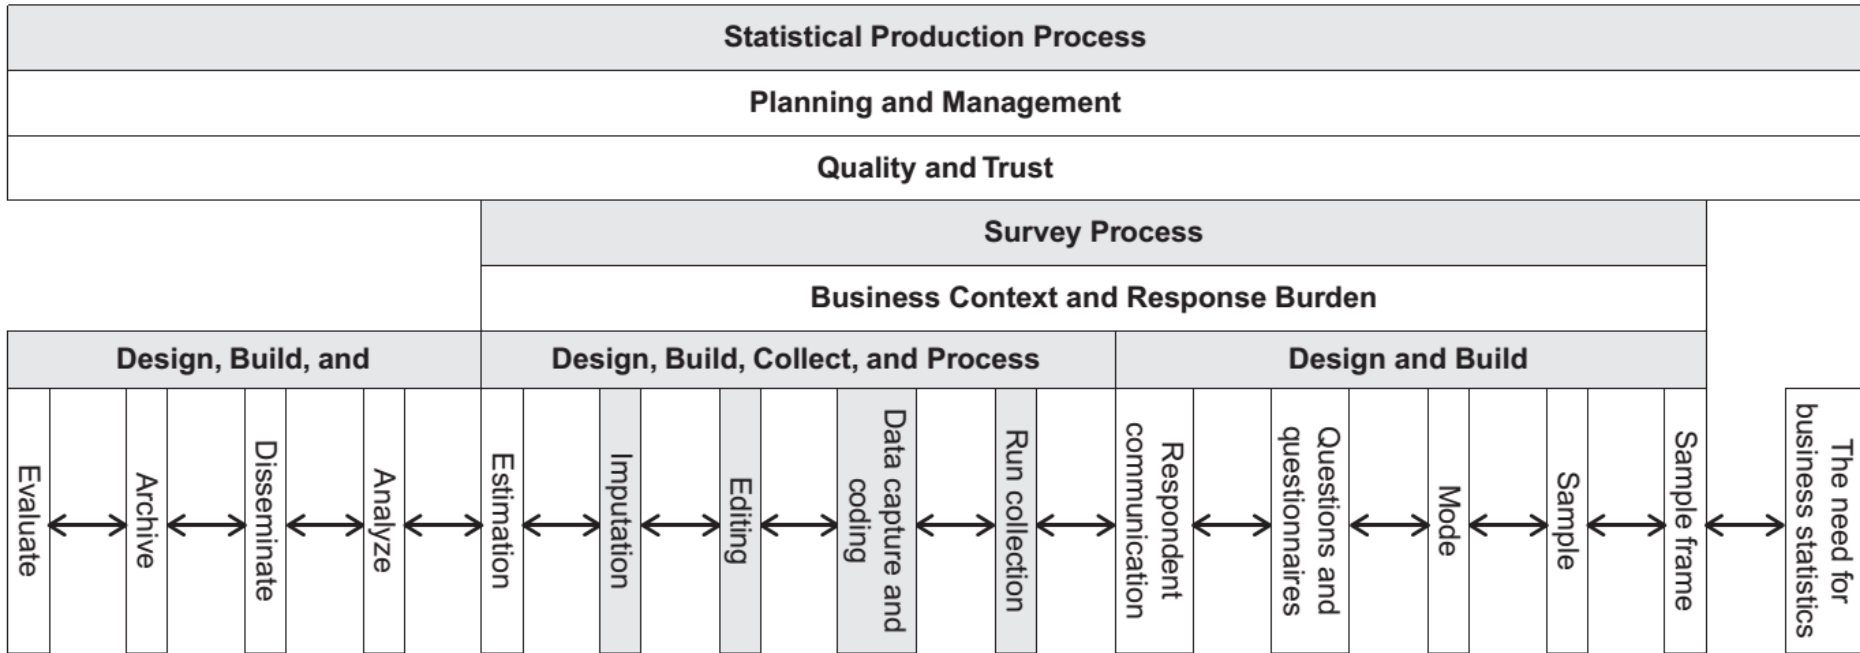 Statistical Production Process
Planning and Management
Quality and Trust
Survey Process
Business Context and Response Burden
Design, Build, and
Design, Build, Collect, and Process
Design and Build
Evaluate
Archive
Disseminate
Analyze
Estimation
Imputation
Editing
Data capture and
coding
Run collection
Respondent
communication
Questions and
questionnaires
Mode
Sample
Sample frame
The need for
business statistics